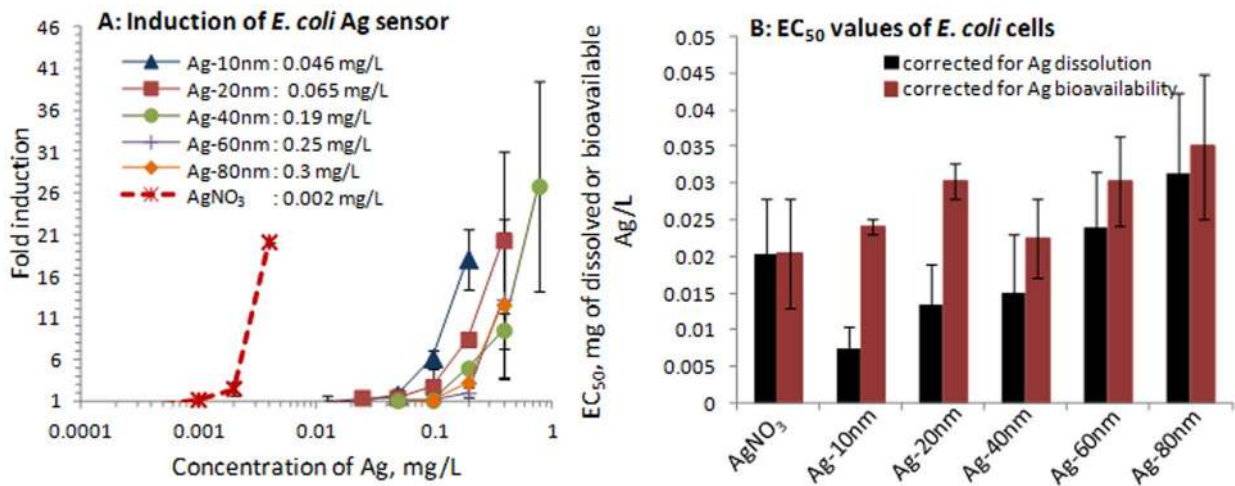 A: Induction of E. coli Ag sensor
Fold induction
46
41
36
31
26
21
16
11
6
1
Ag-10nm : 0.046 mg/L
Ag-20nm : 0.065 mg/L
Ag-40nm : 0.19 mg/L
Ag-60nm : 0.25 mg/L
Ag-80nm : 0.3 mg/L
AgNO₃ : 0.002 mg/L
0.0001 0.001 0.01 0.1 1
Concentration of Ag, mg/L
B: EC₅₀ values of E. coli cells
EC₅₀, mg of dissolved or bioavailable
Ag/L
0.05
0.045
0.04
0.035
0.03
0.025
0.02
0.015
0.01
0.005
0
corrected for Ag dissolution
corrected for Ag bioavailability
AgNO₃ Ag-10nm Ag-20nm Ag-40nm Ag-60nm Ag-80nm